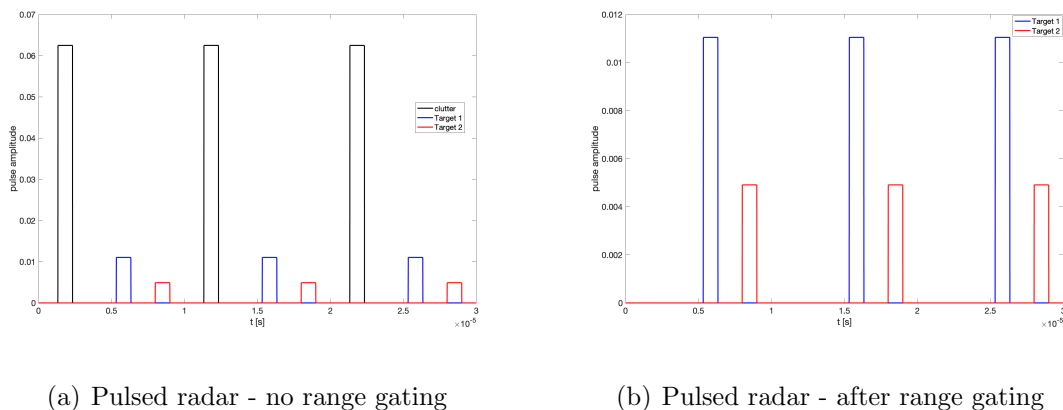 0.07
0.06
0.05
0.04
0.03
0.02
0.01
0
pulse amplitude
clutter
Target 1
Target 2
0 0.5 1 1.5 2 2.5 3
t [s]
×10⁻⁵
(a) Pulsed radar - no range gating
0.012
0.01
0.008
0.006
0.004
0.002
0
pulse amplitude
Target 1
Target 2
0 0.5 1 1.5 2 2.5 3
t [s]
×10⁻⁵
(b) Pulsed radar - after range gating